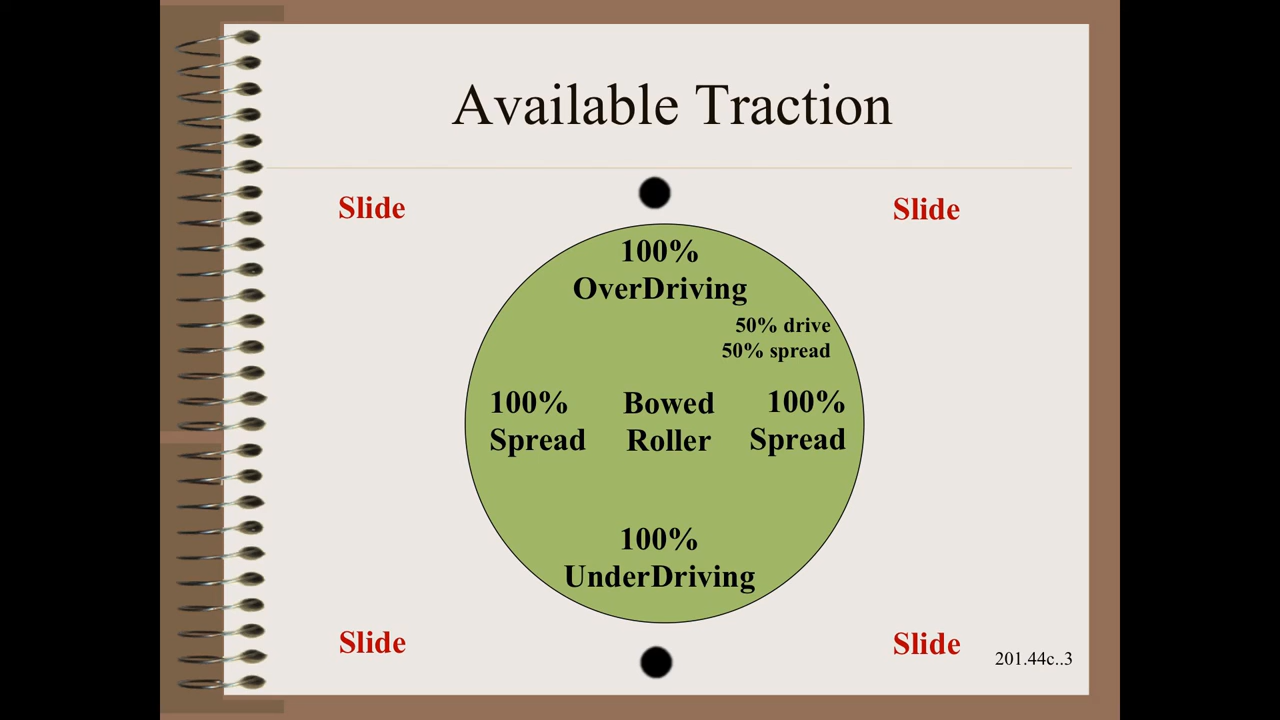 Available Traction
Slide
Slide
100%
OverDriving
50% drive
50% spread
100%
Spread
Bowed
Roller
100%
Spread
100%
UnderDriving
Slide
Slide
201.44c..3